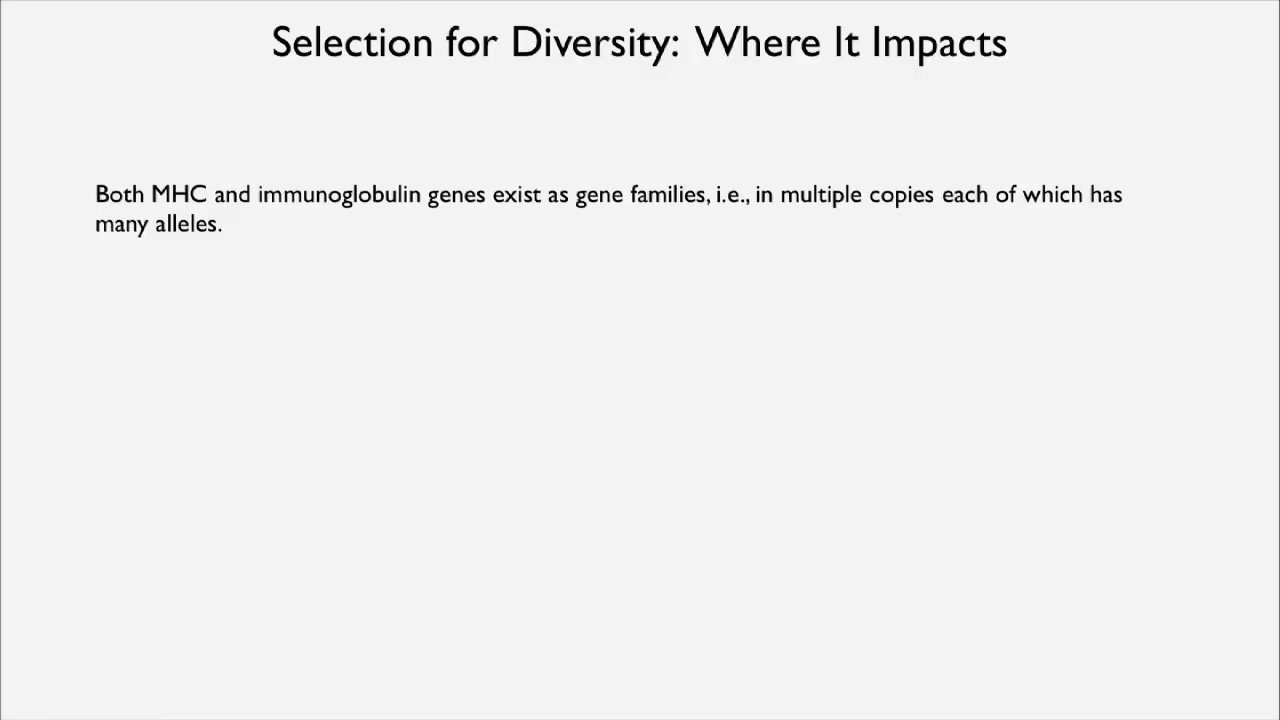 Selection for Diversity: Where It Impacts
Both MHC and immunoglobulin genes exist as gene families, i.e., in multiple copies each of which has
many alleles.